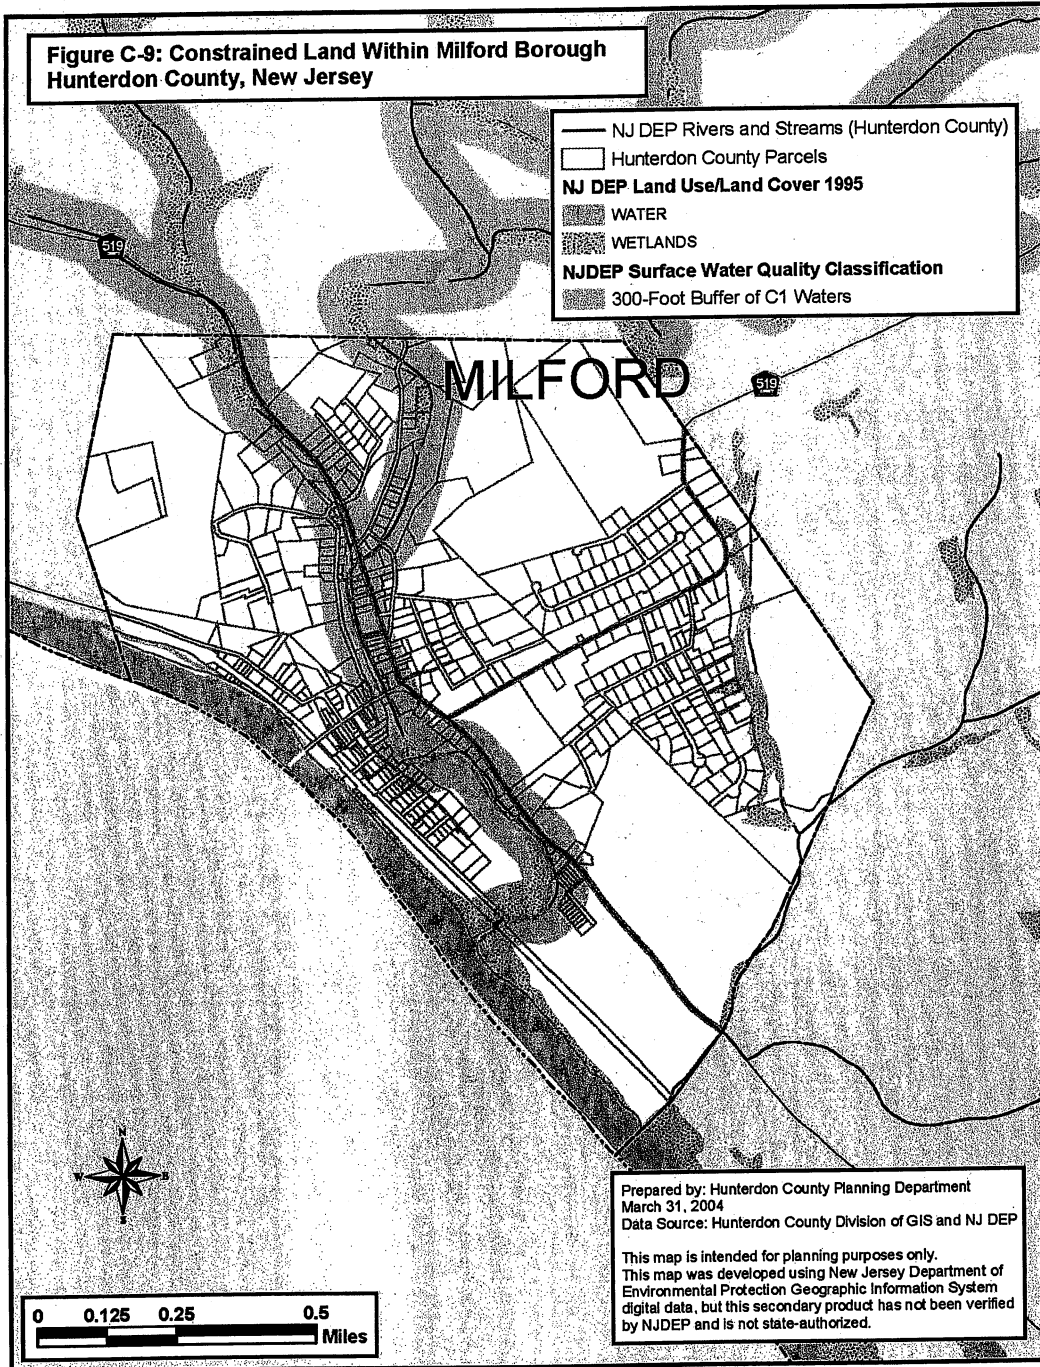 Figure C-9: Constrained Land Within Milford Borough
Hunterdon County, New Jersey
NJ DEP Rivers and Streams (Hunterdon County)
Hunterdon County Parcels
NJ DEP Land Use/Land Cover 1995
WATER
WETLANDS
NJDEP Surface Water Quality Classification
300-Foot Buffer of C1 Waters
519
MILFORD
519
N
W E
S
Prepared by: Hunterdon County Planning Department
March 31, 2004
Data Source: Hunterdon County Division of GIS and NJ DEP
This map is intended for planning purposes only.
This map was developed using New Jersey Department of
Environmental Protection Geographic Information System
digital data, but this secondary product has not been verified
by NJDEP and is not state-authorized.
0 0.125 0.25 0.5
Miles